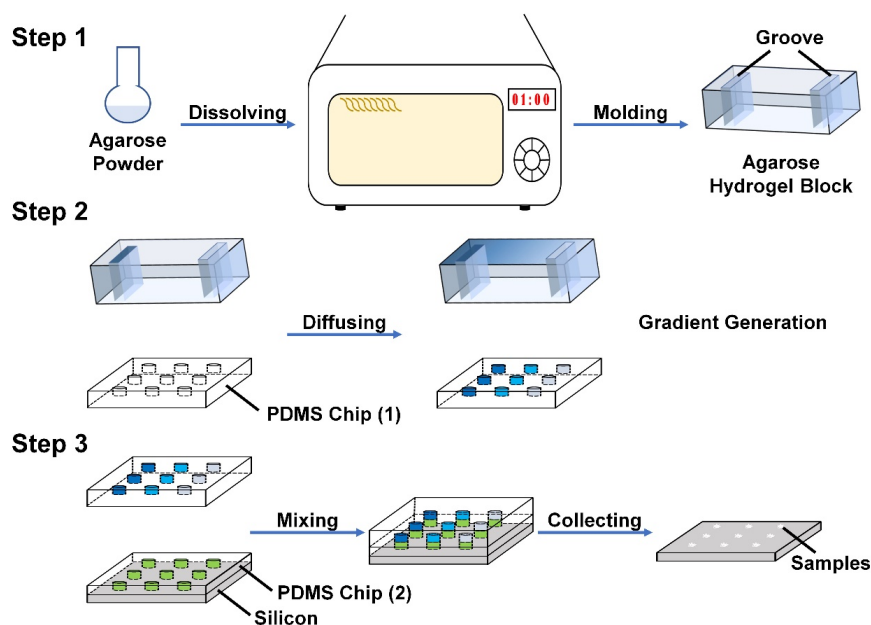 Step 1
Groove
01:00
Dissolving
Molding
Agarose
Powder
Agarose
Hydrogel Block
Step 2
Diffusing
Gradient Generation
PDMS Chip (1)
Step 3
Mixing
Collecting
Samples
PDMS Chip (2)
Silicon